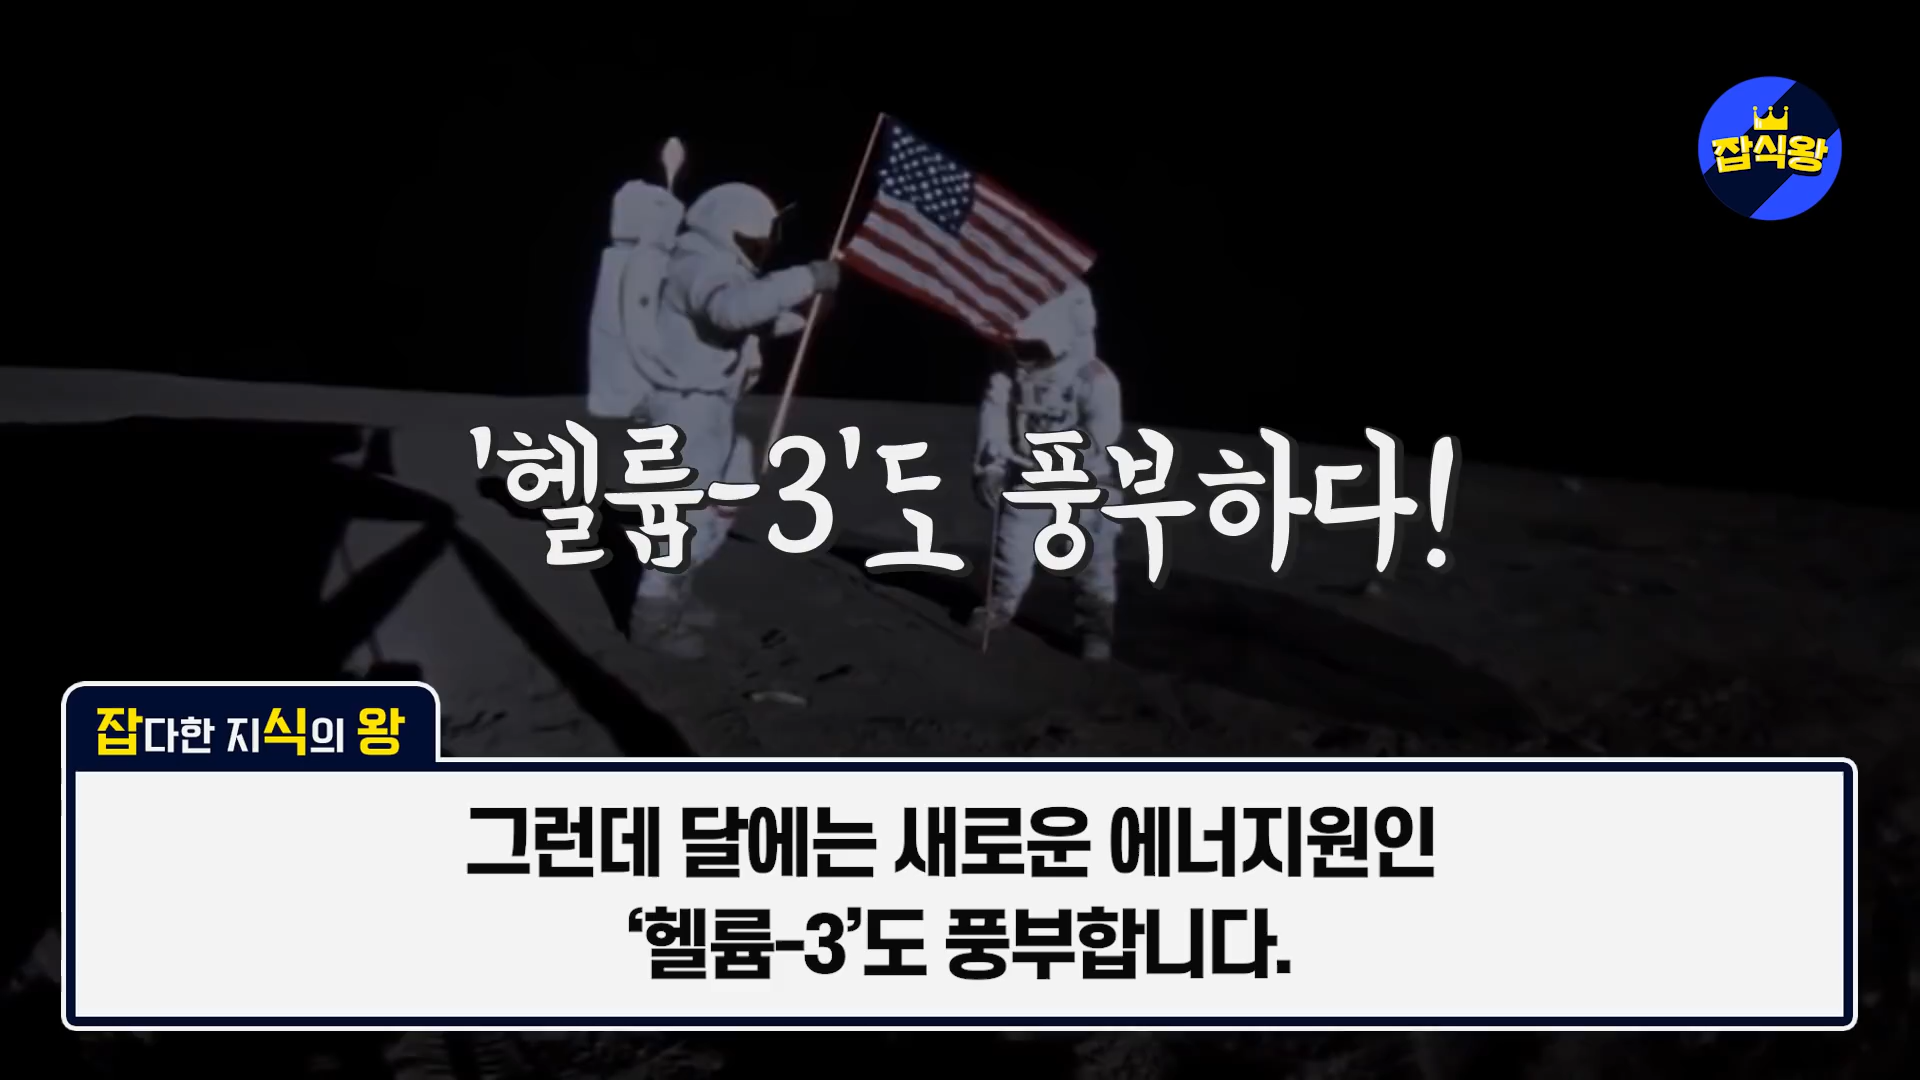 잡식왕
'헬륨-3'도 풍부하다!
잡다한 지식의 왕
그런데 달에는 새로운 에너지원인
‘헬륨-3’도 풍부합니다.